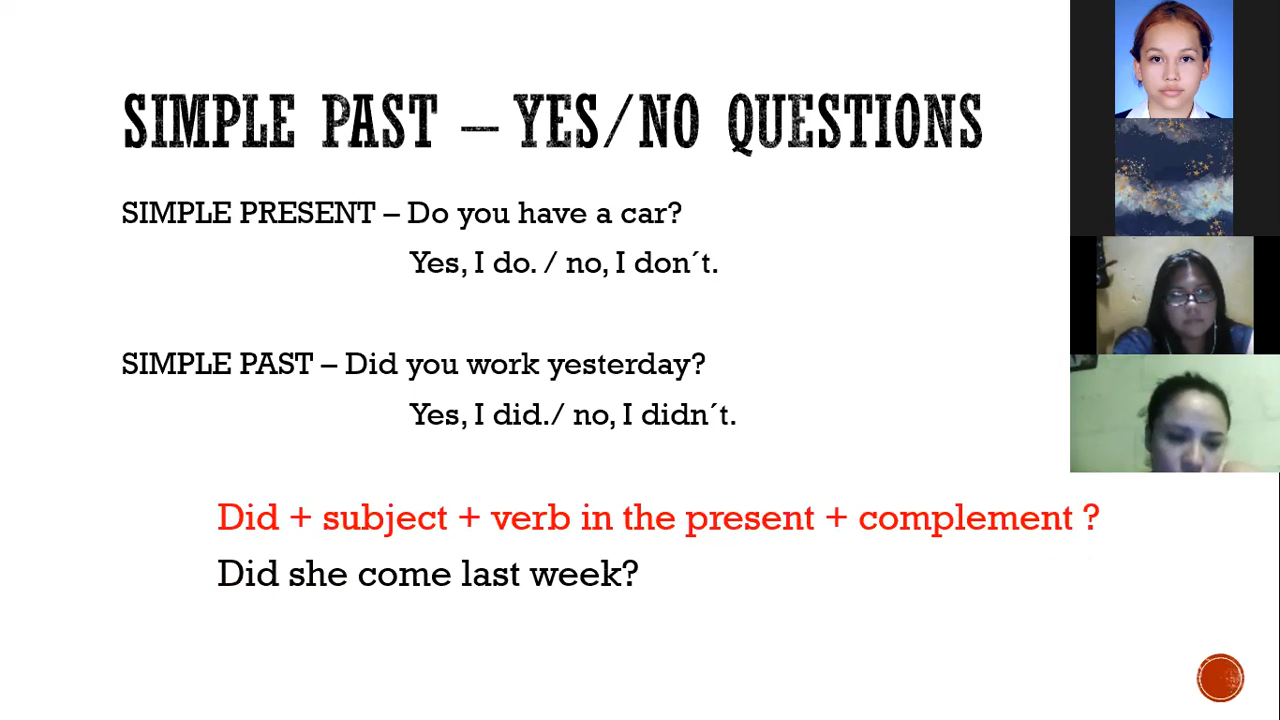 SIMPLE PAST – YES/NO QUESTIONS
SIMPLE PRESENT – Do you have a car?
Yes, I do. / no, I don´t.
SIMPLE PAST – Did you work yesterday?
Yes, I did./ no, I didn´t.
Did + subject + verb in the present + complement ?
Did she come last week?